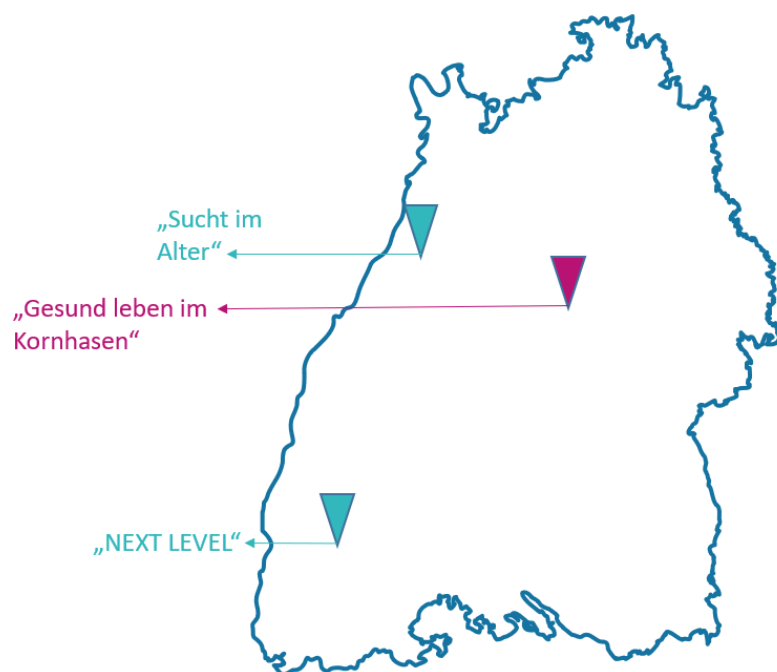 „Sucht im
Alter“
„Gesund leben im
Kornhasen“
„NEXT LEVEL“